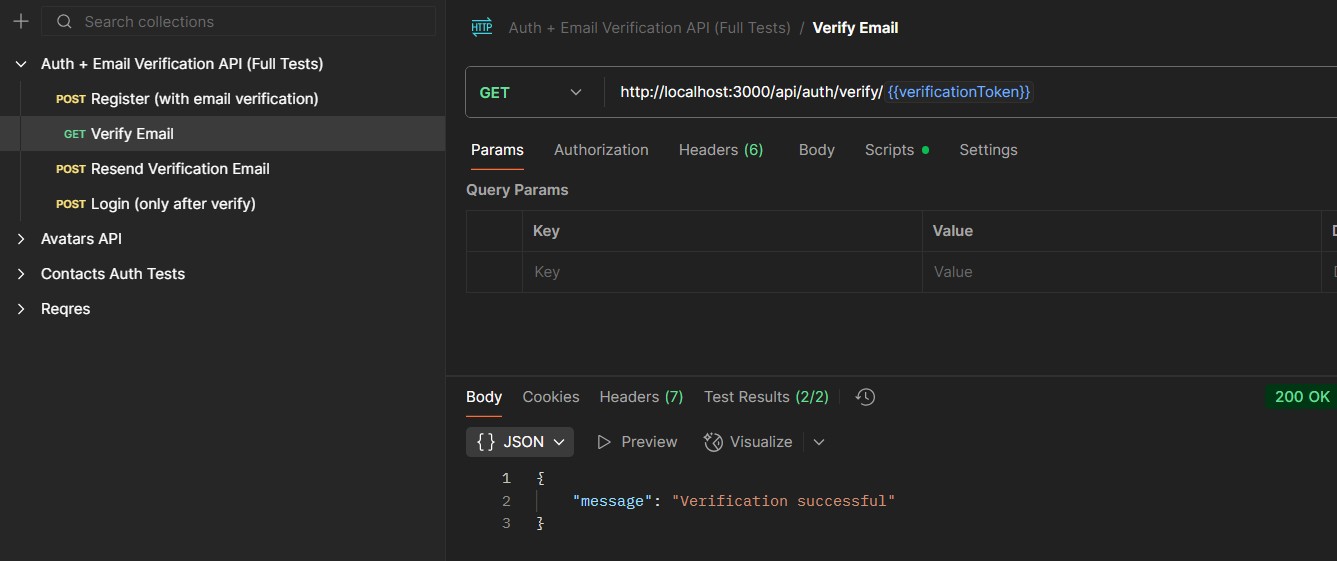 Search collections
Auth + Email Verification API (Full Tests)
POST Register (with email verification)
GET Verify Email
POST Resend Verification Email
POST Login (only after verify)
Avatars API
Contacts Auth Tests
Reqres
HTTP Auth + Email Verification API (Full Tests) / Verify Email
GET http://localhost:3000/api/auth/verify/ {{verificationToken}}
Params Authorization Headers (6) Body Scripts Settings
Query Params
Key Value
Key Value
Body Cookies Headers (7) Test Results (2/2) 200 OK
{} JSON Preview Visualize
1 {
2 "message": "Verification successful"
3 }